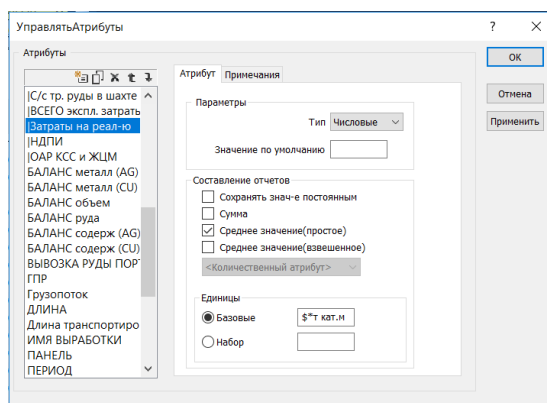 УправлятьАтрибуты
Атрибуты
|С/с тр. руды в шахте
|ВСЕГО экспл. затрать
|Затраты на реал-ю
|НДПИ
|ОАР КСС и ЖЦМ
БАЛАНС металл (AG)
БАЛАНС металл (CU)
БАЛАНС объем
БАЛАНС руда
БАЛАНС содерж (AG)
БАЛАНС содерж (CU)
ВЫВОЗКА РУДЫ ПОР
ГПР
Грузопоток
ДЛИНА
Длина транспортиро
ИМЯ ВЫРАБОТКИ
ПАНЕЛЬ
ПЕРИОД
Атрибут Примечания
Параметры
Тип Числовые
Значение по умолчанию
Составление отчетов
Сохранять знач-е постоянным
Сумма
Среднее значение(простое)
Среднее значение(взвешенное)
<Количественный атрибут>
Единицы
Базовые $*т кат.м
Набор
ОК
Отмена
Применить